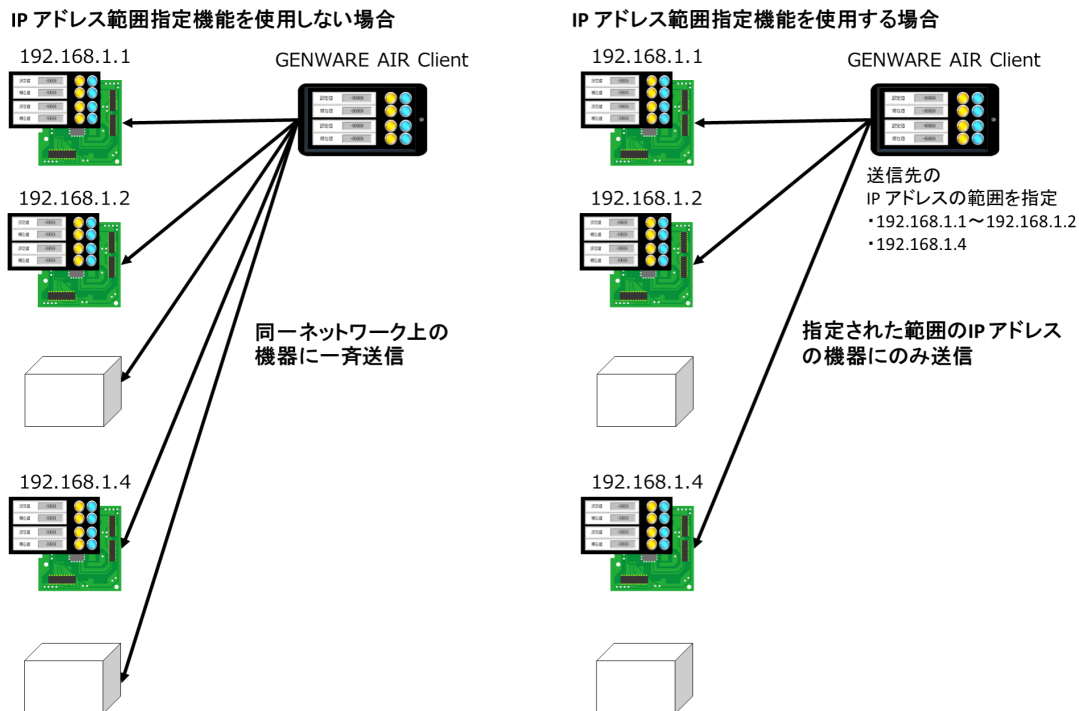 IP アドレス範囲指定機能を使用しない場合
192.168.1.1
GENWARE AIR Client
192.168.1.2
同一ネットワーク上の
機器に一斉送信
192.168.1.4
IP アドレス範囲指定機能を使用する場合
192.168.1.1
GENWARE AIR Client
送信先の
IP アドレスの範囲を指定
・192.168.1.1～192.168.1.2
・192.168.1.4
192.168.1.2
指定された範囲のIP アドレス
の機器にのみ送信
192.168.1.4